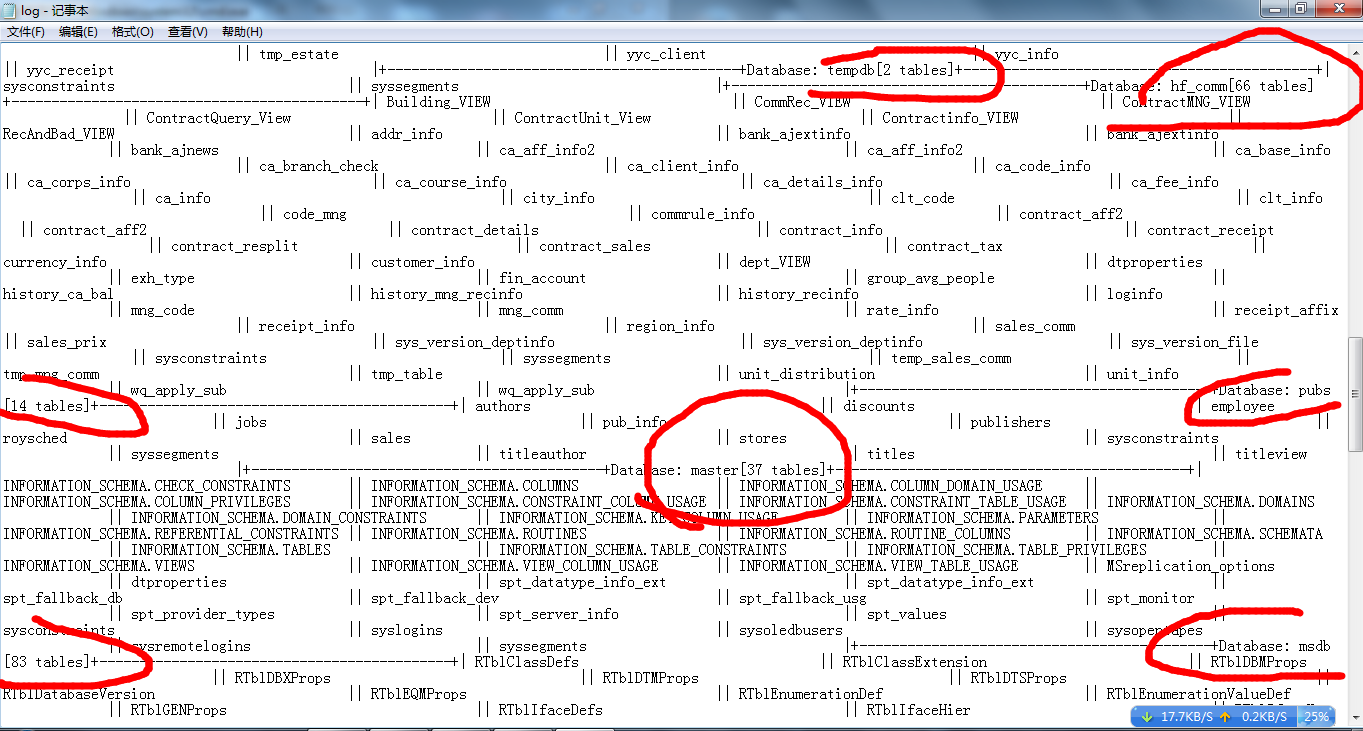 log - 记事本
文件(F) 编辑(E) 格式(O) 查看(V) 帮助(H)
|| tmp_estate || yyc_client || yyc_info
|| yyc_receipt |+----------------------------------------+Database: tempdb[2 tables]+----------------------------------------+|
sysconstraints || syssegments |+----------------------------------------+Database: hf_comm[66 tables]
+----------------------------------------+| Building_VIEW || CommRec_VIEW || ContractMNG_VIEW
|| ContractQuery_View || ContractUnit_View || Contractinfo_VIEW ||
RecAndBad_VIEW || addr_info || bank_ajextinfo || bank_ajextinfo
|| bank_ajnews || ca_aff_info2 || ca_aff_info2 || ca_base_info
|| ca_branch_check || ca_client_info || ca_code_info
|| ca_corps_info || ca_course_info || ca_details_info || ca_fee_info
|| ca_info || city_info || clt_code || clt_info
|| code_mng || commrule_info || contract_aff2
|| contract_aff2 || contract_details || contract_info || contract_receipt
|| contract_resplit || contract_sales || contract_tax ||
currency_info || customer_info || dept_VIEW || dtproperties
|| exh_type || fin_account || group_avg_people ||
history_ca_bal || history_mng_recinfo || history_recinfo || loginfo
|| mng_code || mng_comm || rate_info || receipt_affix
|| receipt_info || region_info || sales_comm
|| sales_prix || sys_version_deptinfo || sys_version_deptinfo || sys_version_file
|| sysconstraints || syssegments || temp_sales_comm ||
tmp_mng_comm || tmp_table || unit_distribution || unit_info
|| wq_apply_sub || wq_apply_sub |+----------------------------------------+Database: pubs
[14 tables]+----------------------------------------+| authors || discounts || employee
|| jobs || pub_info || publishers ||
roysched || sales || stores || sysconstraints
|| syssegments || titleauthor || titles || titleview
|+----------------------------------------+Database: master[37 tables]+----------------------------------------+|
INFORMATION_SCHEMA.CHECK_CONSTRAINTS || INFORMATION_SCHEMA.COLUMNS || INFORMATION_SCHEMA.COLUMN_DOMAIN_USAGE
INFORMATION_SCHEMA.COLUMN_PRIVILEGES || INFORMATION_SCHEMA.CONSTRAINT_COLUMN_USAGE || INFORMATION_SCHEMA.CONSTRAINT_TABLE_USAGE || INFORMATION_SCHEMA.DOMAINS
|| INFORMATION_SCHEMA.DOMAIN_CONSTRAINTS || INFORMATION_SCHEMA.KEY_COLUMN_USAGE || INFORMATION_SCHEMA.PARAMETERS ||
INFORMATION_SCHEMA.REFERENTIAL_CONSTRAINTS || INFORMATION_SCHEMA.ROUTINES || INFORMATION_SCHEMA.ROUTINE_COLUMNS || INFORMATION_SCHEMA.SCHEMATA
|| INFORMATION_SCHEMA.TABLES || INFORMATION_SCHEMA.TABLE_CONSTRAINTS || INFORMATION_SCHEMA.TABLE_PRIVILEGES ||
INFORMATION_SCHEMA.VIEWS || INFORMATION_SCHEMA.VIEW_COLUMN_USAGE || INFORMATION_SCHEMA.VIEW_TABLE_USAGE || MSreplication_options
|| dtproperties || spt_datatype_info_ext || spt_datatype_info_ext ||
spt_fallback_db || spt_fallback_dev || spt_fallback_usg || spt_monitor
|| spt_provider_types || spt_server_info || spt_values ||
sysconstraints || syslogins || sysoledbusers || sysopentapes
|| sysremotelogins || syssegments |+----------------------------------------+Database: msdb
[83 tables]+----------------------------------------+| RTblClassDefs || RTblClassExtension || RTblDBMProps
|| RTblDBXProps || RTblDTMProps || RTblDTSProps ||
RTblDatabaseVersion || RTblEQMProps || RTblEnumerationDef || RTblEnumerationValueDef
|| RTblGENProps || RTblIfaceDefs || RTblIfaceHier
17.7KB/S 0.2KB/S 25%